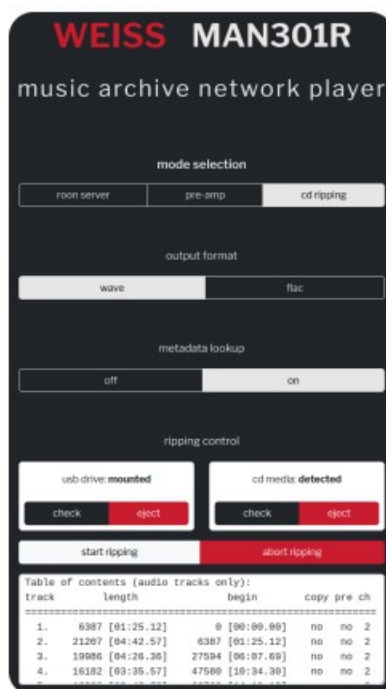 WEISS MAN301R
music archive network player
mode selection
roon server pre-amp cd ripping
output format
wave flac
metadata lookup
off on
ripping control
usb drive: mounted cd media: detected
check eject check eject
start ripping abort ripping
Table of contents (audio tracks only):
track length begin copy pre ch
===========================================================
1. 6387 [01:25.12] 0 [00:00.00] no no 2
2. 21207 [04:42.57] 6387 [01:25.12] no no 2
3. 19986 [04:26.36] 27594 [06:07.69] no no 2
4. 16182 [03:35.57] 47580 [10:34.30] no no 2